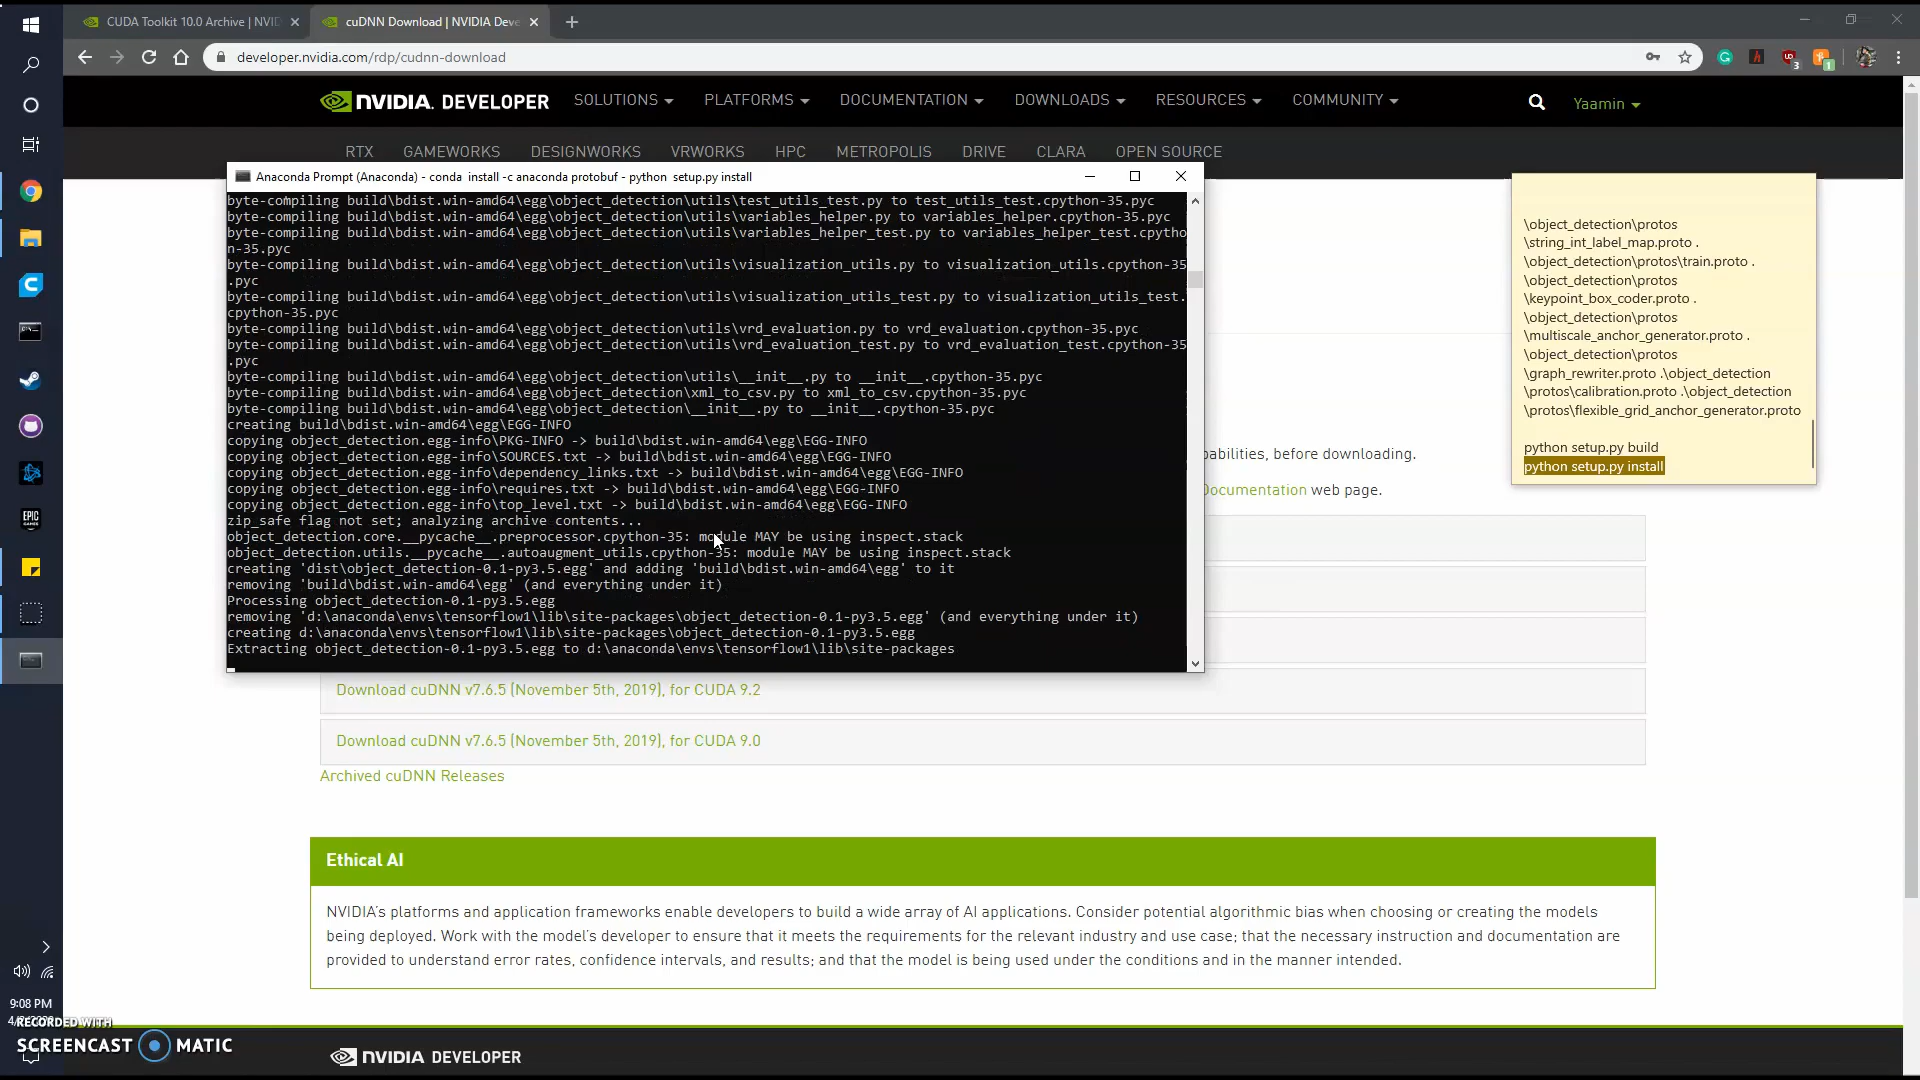 CUDA Toolkit 10.0 Archive | NVID
cuDNN Download | NVIDIA Deve
developer.nvidia.com/rdp/cudnn-download
3
1
NVIDIA. DEVELOPER
SOLUTIONS
PLATFORMS
DOCUMENTATION
DOWNLOADS
RESOURCES
COMMUNITY
Yaamin
RTX
GAMEWORKS
DESIGNWORKS
VRWORKS
HPC
METROPOLIS
DRIVE
CLARA
OPEN SOURCE
Anaconda Prompt (Anaconda) - conda  install -c anaconda protobuf - python  setup.py install
byte-compiling build\bdist.win-amd64\egg\object_detection\utils\test_utils_test.py to test_utils_test.cpython-35.pyc
byte-compiling build\bdist.win-amd64\egg\object_detection\utils\variables_helper.py to variables_helper.cpython-35.pyc
byte-compiling build\bdist.win-amd64\egg\object_detection\utils\variables_helper_test.py to variables_helper_test.cpytho
n-35.pyc
byte-compiling build\bdist.win-amd64\egg\object_detection\utils\visualization_utils.py to visualization_utils.cpython-35
.pyc
byte-compiling build\bdist.win-amd64\egg\object_detection\utils\visualization_utils_test.py to visualization_utils_test.
cpython-35.pyc
byte-compiling build\bdist.win-amd64\egg\object_detection\utils\vrd_evaluation.py to vrd_evaluation.cpython-35.pyc
byte-compiling build\bdist.win-amd64\egg\object_detection\utils\vrd_evaluation_test.py to vrd_evaluation_test.cpython-35
.pyc
byte-compiling build\bdist.win-amd64\egg\object_detection\utils\__init__.py to __init__.cpython-35.pyc
byte-compiling build\bdist.win-amd64\egg\object_detection\xml_to_csv.py to xml_to_csv.cpython-35.pyc
byte-compiling build\bdist.win-amd64\egg\object_detection\__init__.py to __init__.cpython-35.pyc
creating build\bdist.win-amd64\egg\EGG-INFO
copying object_detection.egg-info\PKG-INFO -> build\bdist.win-amd64\egg\EGG-INFO
copying object_detection.egg-info\SOURCES.txt -> build\bdist.win-amd64\egg\EGG-INFO
copying object_detection.egg-info\dependency_links.txt -> build\bdist.win-amd64\egg\EGG-INFO
copying object_detection.egg-info\requires.txt -> build\bdist.win-amd64\egg\EGG-INFO
copying object_detection.egg-info\top_level.txt -> build\bdist.win-amd64\egg\EGG-INFO
zip_safe flag not set; analyzing archive contents...
object_detection.core.__pycache__.preprocessor.cpython-35: module MAY be using inspect.stack
object_detection.utils.__pycache__.autoaugment_utils.cpython-35: module MAY be using inspect.stack
creating 'dist\object_detection-0.1-py3.5.egg' and adding 'build\bdist.win-amd64\egg' to it
removing 'build\bdist.win-amd64\egg' (and everything under it)
Processing object_detection-0.1-py3.5.egg
removing 'd:\anaconda\envs\tensorflow1\lib\site-packages\object_detection-0.1-py3.5.egg' (and everything under it)
creating d:\anaconda\envs\tensorflow1\lib\site-packages\object_detection-0.1-py3.5.egg
Extracting object_detection-0.1-py3.5.egg to d:\anaconda\envs\tensorflow1\lib\site-packages
\object_detection\protos
\string_int_label_map.proto .
\object_detection\protos\train.proto .
\object_detection\protos
\keypoint_box_coder.proto .
\object_detection\protos
\multiscale_anchor_generator.proto .
\object_detection\protos
\graph_rewriter.proto .\object_detection
\protos\calibration.proto .\object_detection
\protos\flexible_grid_anchor_generator.proto
python setup.py build
python setup.py install
pabilities, before downloading.
Documentation web page.
Download cuDNN v7.6.5 (November 5th, 2019), for CUDA 9.2
Download cuDNN v7.6.5 (November 5th, 2019), for CUDA 9.0
Archived cuDNN Releases
Ethical AI
NVIDIA's platforms and application frameworks enable developers to build a wide array of AI applications. Consider potential algorithmic bias when choosing or creating the models
being deployed. Work with the model's developer to ensure that it meets the requirements for the relevant industry and use case; that the necessary instruction and documentation are
provided to understand error rates, confidence intervals, and results; and that the model is being used under the conditions and in the manner intended.
NVIDIA DEVELOPER
EPIC
GAMES
9:08 PM
RECORDED WITH
SCREENCAST MATIC